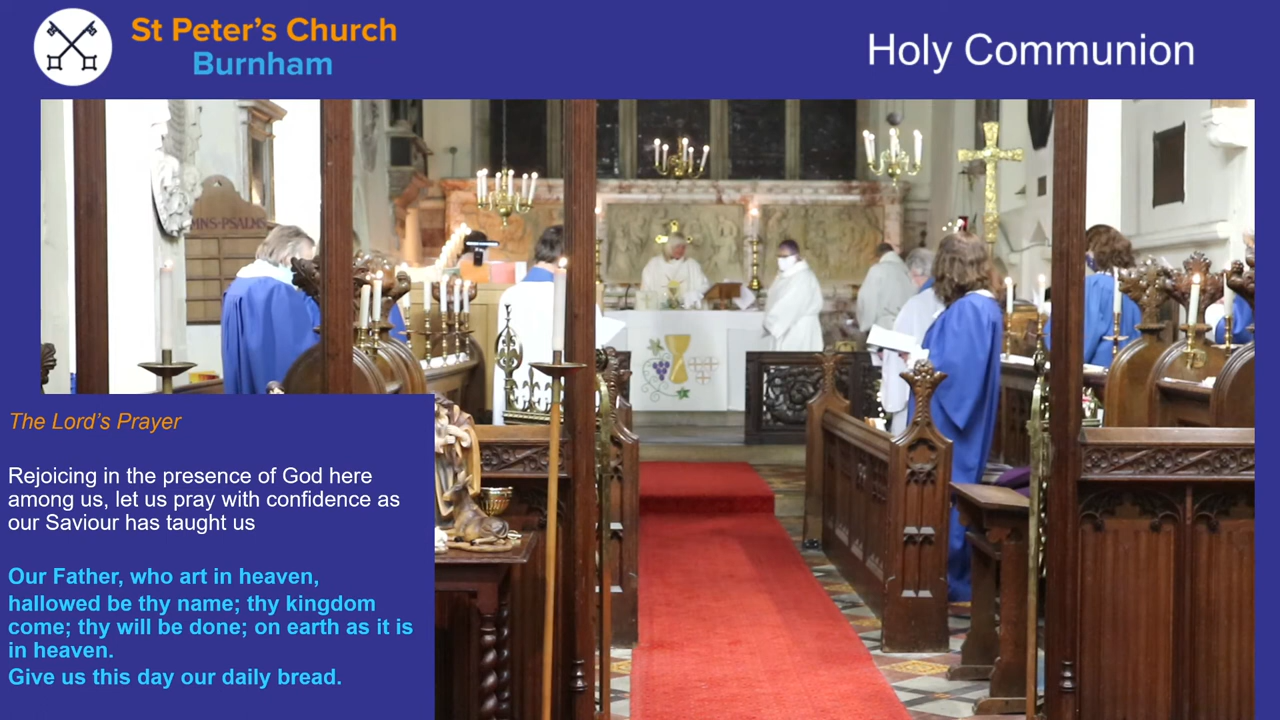 St Peter's Church
Burnham
Holy Communion
MNS-PSALMS
The Lord's Prayer
Rejoicing in the presence of God here
among us, let us pray with confidence as
our Saviour has taught us
Our Father, who art in heaven,
hallowed be thy name; thy kingdom
come; thy will be done; on earth as it is
in heaven.
Give us this day our daily bread.